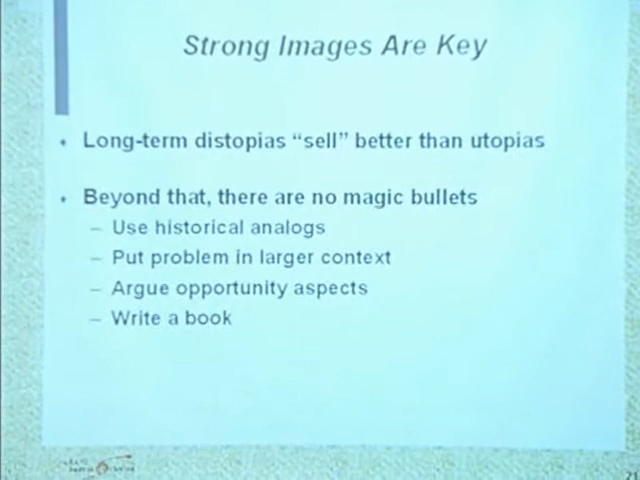 Strong Images Are Key
• Long-term distopias “sell” better than utopias
• Beyond that, there are no magic bullets
– Use historical analogs
– Put problem in larger context
– Argue opportunity aspects
– Write a book
21